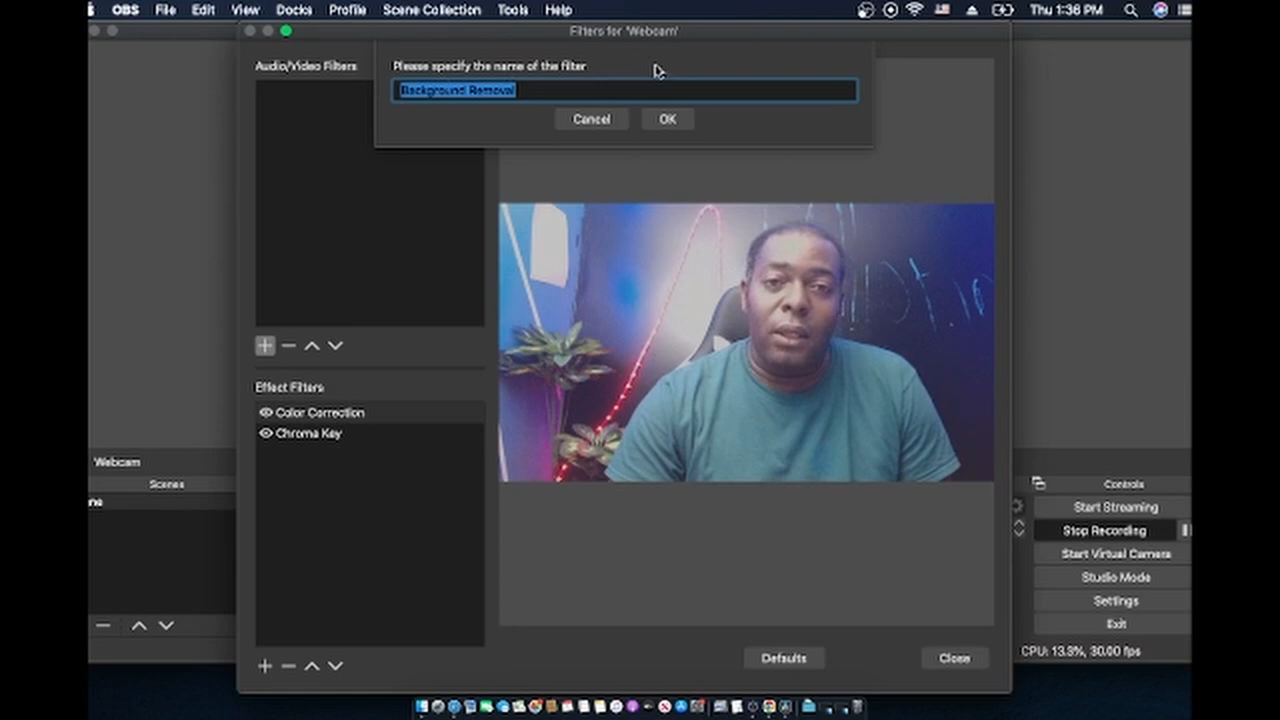 OBS File Edit View Docks Profile Scene Collection Tools Help Thu 1:36 PM
Filters for 'Webcam'
Audio/Video Filters
Please specify the name of the filter
Background Removal
Cancel OK
Effect Filters
Color Correction
Chroma Key
Webcam
Scenes
ne
Controls
Start Streaming
Stop Recording
Start Virtual Camera
Studio Mode
Settings
Exit
Defaults Close
CPU: 13.3%, 30.00 fps